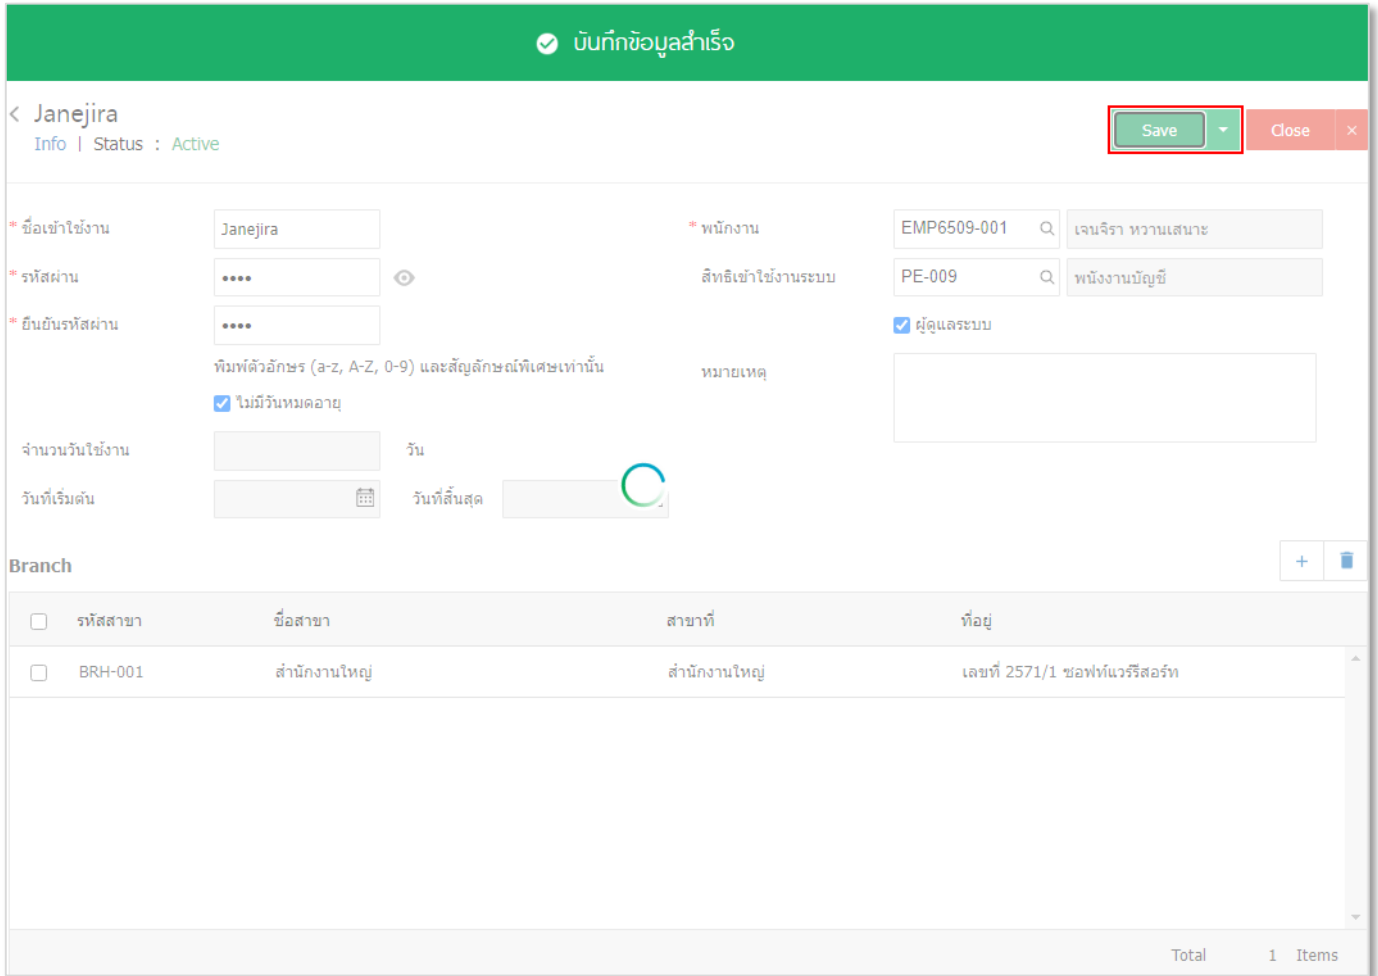 บันทึกข้อมูลสำเร็จ
Janejira
Save
Close
Info | Status : Active
* ชื่อเข้าใช้งาน
Janejira
* พนักงาน
EMP6509-001
เจนจิรา หวานเสนาะ
* รหัสผ่าน
••••
สิทธิเข้าใช้งานระบบ
PE-009
พนังงานบัญชี
* ยืนยันรหัสผ่าน
••••
ผู้ดูแลระบบ
พิมพ์ตัวอักษร (a-z, A-Z, 0-9) และสัญลักษณ์พิเศษเท่านั้น
หมายเหตุ
ไม่มีวันหมดอายุ
จำนวนวันใช้งาน
วัน
วันที่เริ่มต้น
วันที่สิ้นสุด
Branch
รหัสสาขา ชื่อสาขา สาขาที่ ที่อยู่
BRH-001 สำนักงานใหญ่ สำนักงานใหญ่ เลขที่ 2571/1 ซอฟท์แวร์รีสอร์ท
Total 1 Items